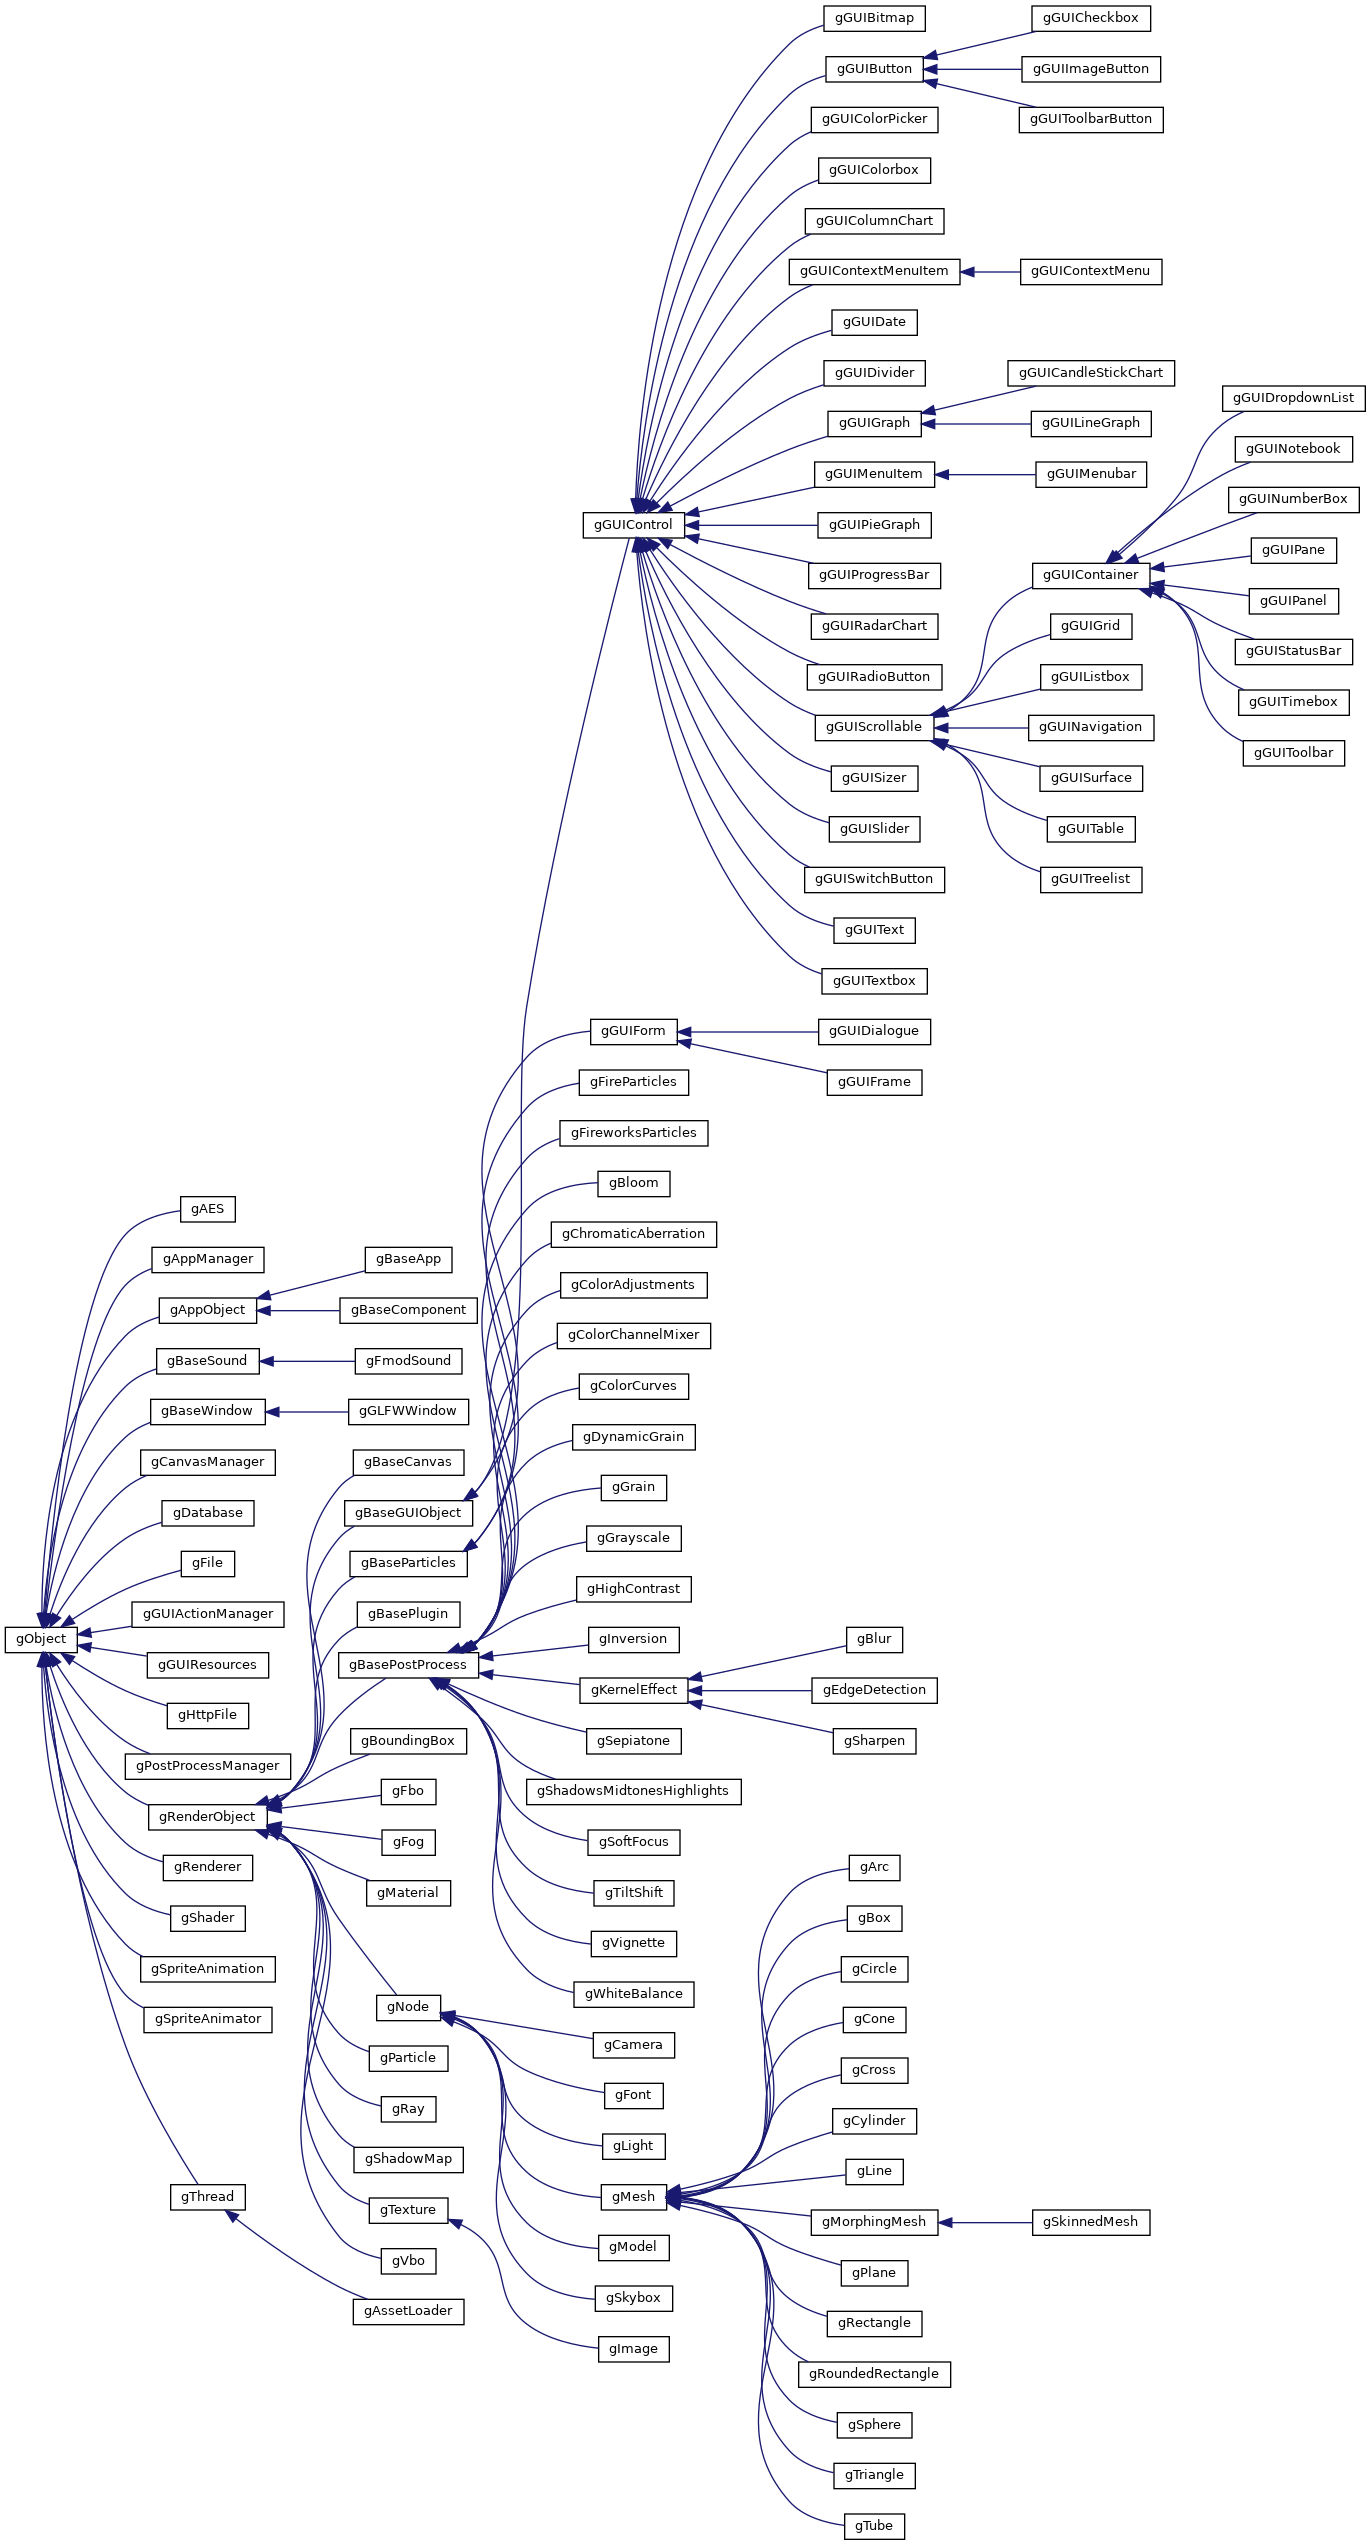 gGUIBitmap
gGUICheckbox
gGUIButton
gGUIImageButton
gGUIColorPicker
gGUIToolbarButton
gGUIColorbox
gGUIColumnChart
gGUIContextMenuItem
gGUIContextMenu
gGUIDate
gGUIDivider
gGUICandleStickChart
gGUIDropdownList
gGUIGraph
gGUILineGraph
gGUINotebook
gGUIMenuItem
gGUIMenubar
gGUINumberBox
gGUIControl
gGUIPieGraph
gGUIPane
gGUIProgressBar
gGUIContainer
gGUIPanel
gGUIRadarChart
gGUIGrid
gGUIStatusBar
gGUIRadioButton
gGUIListbox
gGUITimebox
gGUIScrollable
gGUINavigation
gGUIToolbar
gGUISizer
gGUISurface
gGUISlider
gGUITable
gGUISwitchButton
gGUITreelist
gGUIText
gGUITextbox
gGUIForm
gGUIDialogue
gFireParticles
gGUIFrame
gFireworksParticles
gBloom
gAES
gChromaticAberration
gAppManager
gBaseApp
gColorAdjustments
gAppObject
gBaseComponent
gColorChannelMixer
gBaseSound
gFmodSound
gColorCurves
gBaseWindow
gGLFWWindow
gDynamicGrain
gCanvasManager
gBaseCanvas
gGrain
gDatabase
gBaseGUIObject
gGrayscale
gFile
gBaseParticles
gHighContrast
gGUIActionManager
gBasePlugin
gObject
gInversion
gBlur
gGUIResources
gBasePostProcess
gKernelEffect
gEdgeDetection
gHttpFile
gBoundingBox
gSepiatone
gSharpen
gPostProcessManager
gFbo
gShadowsMidtonesHighlights
gRenderObject
gFog
gSoftFocus
gRenderer
gArc
gMaterial
gTiltShift
gShader
gBox
gVignette
gSpriteAnimation
gCircle
gWhiteBalance
gNode
gSpriteAnimator
gCone
gCamera
gParticle
gCross
gFont
gRay
gCylinder
gLight
gShadowMap
gLine
gThread
gMesh
gTexture
gMorphingMesh
gSkinnedMesh
gModel
gVbo
gPlane
gSkybox
gAssetLoader
gRectangle
gImage
gRoundedRectangle
gSphere
gTriangle
gTube